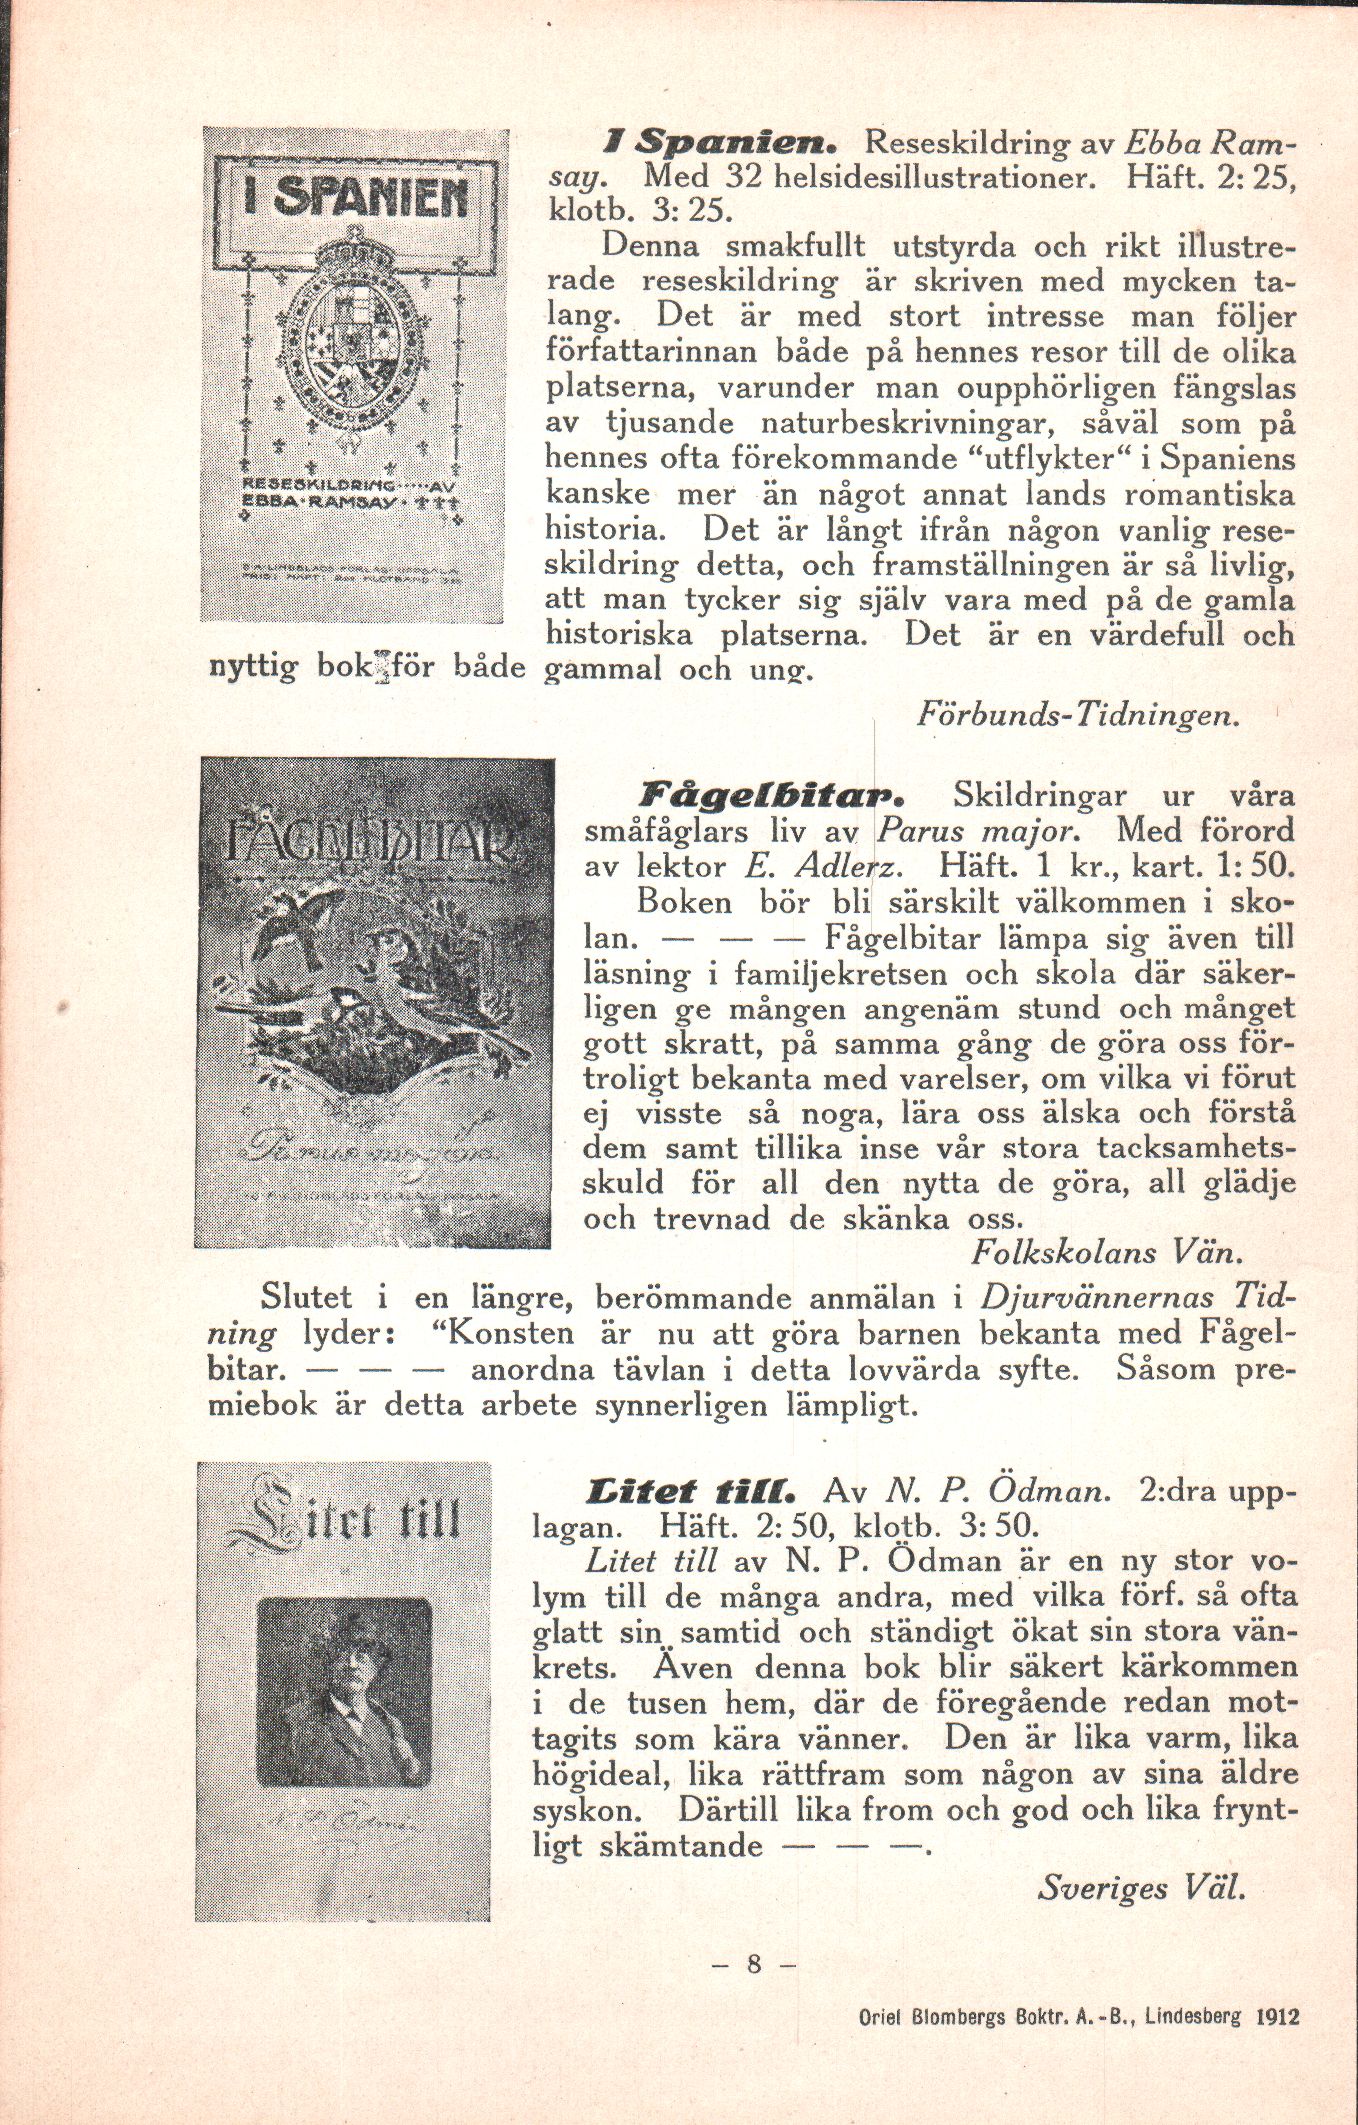 I SPANIEN
RESESKILDRING AV
EBBA RAMSAY
I Spanien. Reseskildring av Ebba Ram-
say. Med 32 helsidesillustrationer. Häft. 2: 25,
klotb. 3: 25.
Denna smakfullt utstyrda och rikt illustre-
rade reseskildring är skriven med mycken ta-
lang. Det är med stort intresse man följer
författarinnan både på hennes resor till de olika
platserna, varunder man oupphörligen fängslas
av tjusande naturbeskrivningar, såväl som på
hennes ofta förekommande “utflykter“ i Spaniens
kanske mer än något annat lands romantiska
historia. Det är långt ifrån någon vanlig rese-
skildring detta, och framställningen är så livlig,
att man tycker sig själv vara med på de gamla
historiska platserna. Det är en värdefull och
nyttig bok för både gammal och ung.
Förbunds-Tidningen.
FÅGELBITAR
Parus major
Fågelbitar. Skildringar ur våra
småfåglars liv av Parus major. Med förord
av lektor E. Adlerz. Häft. 1 kr., kart. 1: 50.
Boken bör bli särskilt välkommen i sko-
lan. — — — Fågelbitar lämpa sig även till
läsning i familjekretsen och skola där säker-
ligen ge mången angenäm stund och månget
gott skratt, på samma gång de göra oss för-
troligt bekanta med varelser, om vilka vi förut
ej visste så noga, lära oss älska och förstå
dem samt tillika inse vår stora tacksamhets-
skuld för all den nytta de göra, all glädje
och trevnad de skänka oss.
Folkskolans Vän.
Slutet i en längre, berömmande anmälan i Djurvännernas Tid-
ning lyder: “Konsten är nu att göra barnen bekanta med Fågel-
bitar. — — — anordna tävlan i detta lovvärda syfte. Såsom pre-
miebok är detta arbete synnerligen lämpligt.
Litet till
Litet till. Av N. P. Ödman. 2:dra upp-
lagan. Häft. 2: 50, klotb. 3: 50.
Litet till av N. P. Ödman är en ny stor vo-
lym till de många andra, med vilka förf. så ofta
glatt sin samtid och ständigt ökat sin stora vän-
krets. Även denna bok blir säkert kärkommen
i de tusen hem, där de föregående redan mot-
tagits som kära vänner. Den är lika varm, lika
högideal, lika rättfram som någon av sina äldre
syskon. Därtill lika from och god och lika frynt-
ligt skämtande — — —.
Sveriges Väl.
– 8 –
Oriel Blombergs Boktr. A.-B., Lindesberg 1912